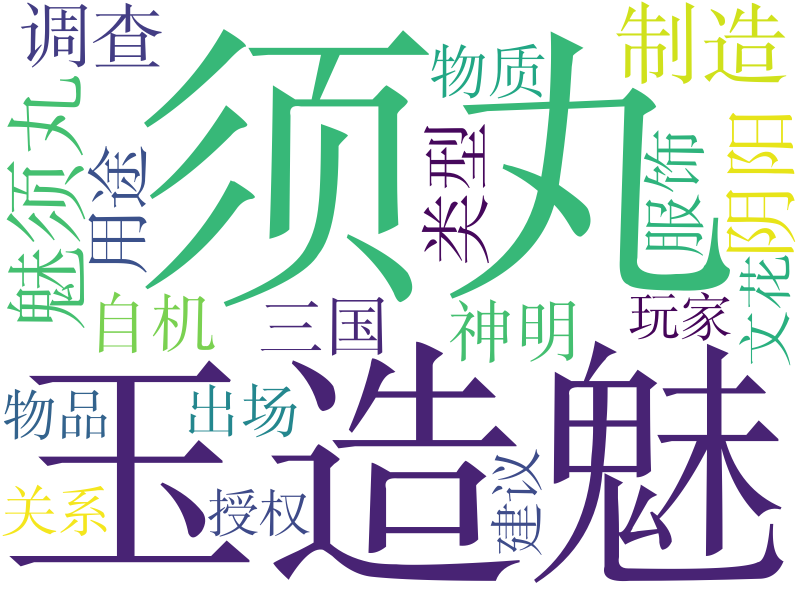 调查
须丸
物质
制造
魅须丸
用途
类型
服饰
阴阳
自机
三国
神明
玩家
文花
玉造魅
物品
出场
关系
授权
建议